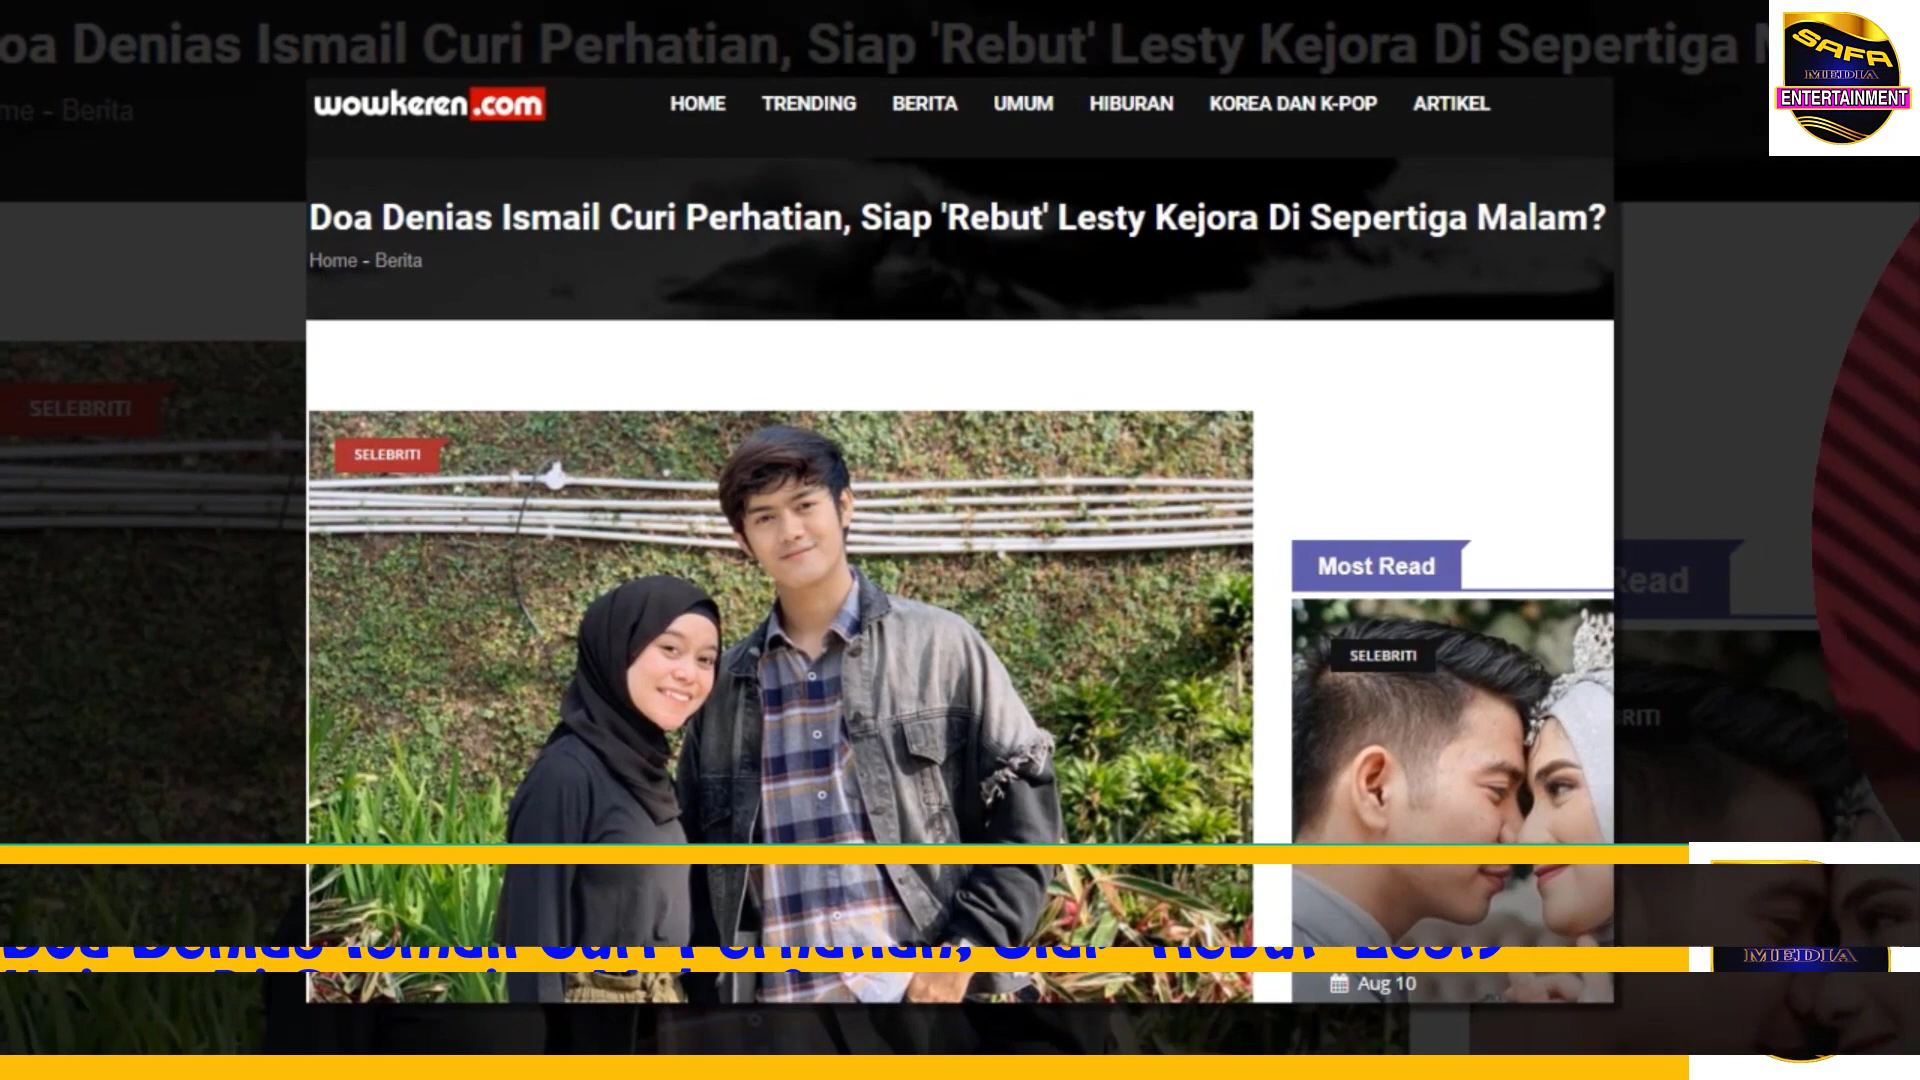 oa Denias Ismail Curi Perhatian, Siap 'Rebut' Lesty Kejora Di Sepertiga
me - Berita
SAFA
MEDIA
ENTERTAINMENT
wowkeren.com
HOME TRENDING BERITA UMUM HIBURAN KOREA DAN K-POP ARTIKEL
Doa Denias Ismail Curi Perhatian, Siap 'Rebut' Lesty Kejora Di Sepertiga Malam?
Home - Berita
SELEBRITI
SELEBRITI
Most Read
Read
SELEBRITI
RITI
MEDIA
Aug 10